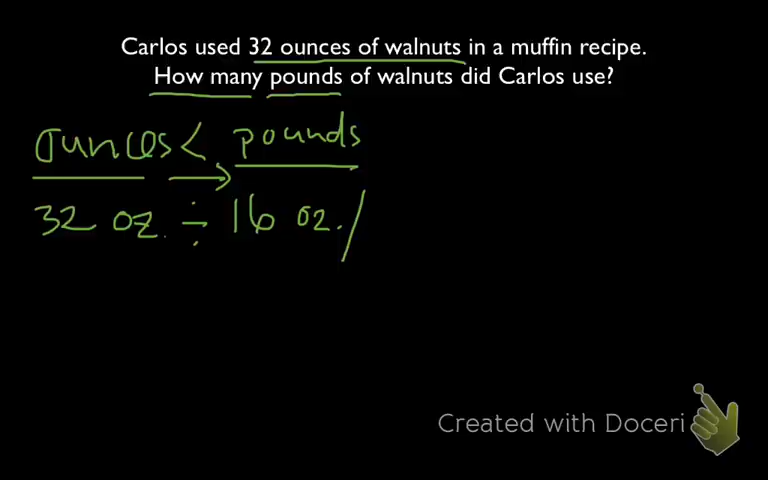 Carlos used 32 ounces of walnuts in a muffin recipe.
How many pounds of walnuts did Carlos use?
ounces < pounds
32 oz. ÷ 16 oz./
Created with Doceri